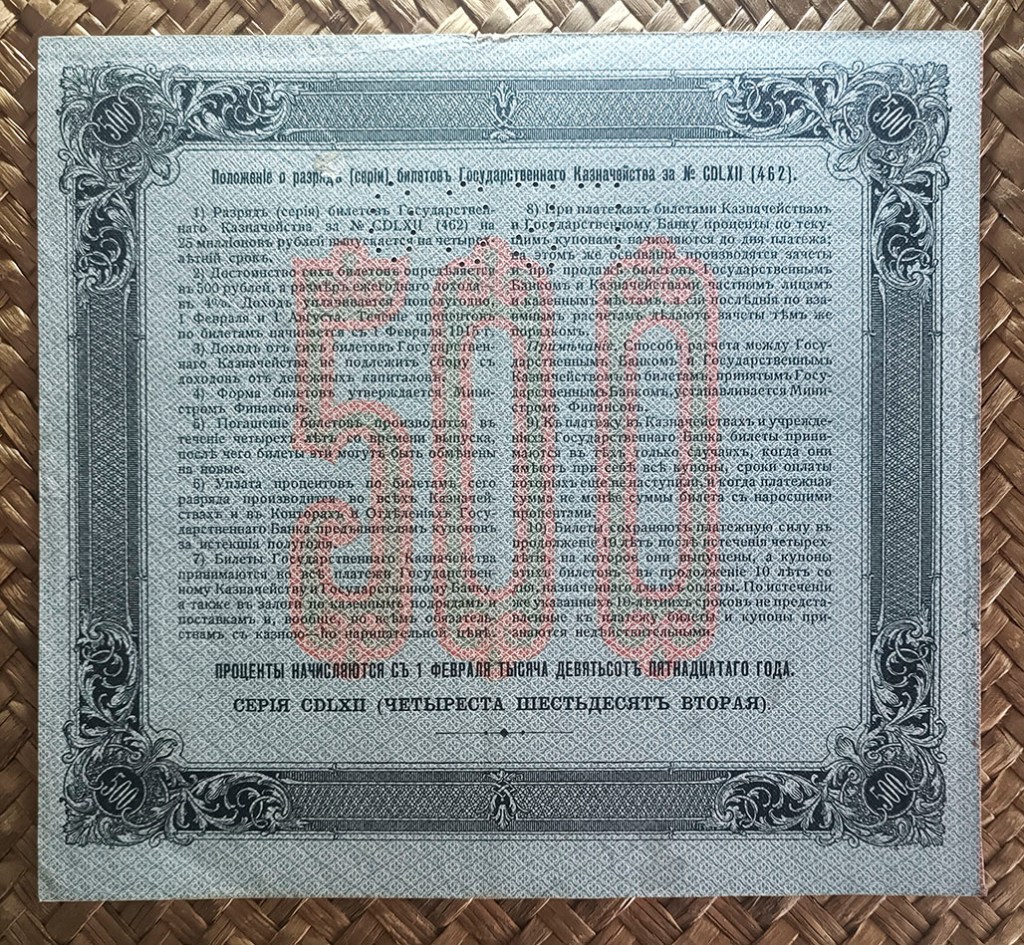 500
500
Положеніе о разрядѣ (серіи) билетовъ Государственнаго Казначейства за № CDLXII (462).
1) Разрядъ (серія) билетовъ Государствен-
наго Казначейства за № CDLXII (462) на
25 милліоновъ рублей выпускается на четырех-
лѣтній срокъ.
2) Достоинство сихъ билетовъ опредѣляется
въ 500 рублей, а размѣръ ежегоднаго дохода
въ 4%. Доходъ уплачивается пополугодно,
1 Февраля и 1 Августа. Теченіе процентовъ
по билетамъ начинается съ 1 Февраля 1915 г.
3) Доходъ отъ сихъ билетовъ Государствен-
наго Казначейства не подлежитъ сбору съ
доходовъ отъ денежныхъ капиталовъ.
4) Форма билетовъ утверждается Мини-
стромъ Финансовъ.
5) Погашеніе билетовъ производится въ
теченіе четырехъ лѣтъ со времени выпуска,
послѣ чего билеты эти могутъ быть обмѣнены
на новые.
6) Уплата процентовъ по билетамъ сего
разряда производится во всѣхъ Казначей-
ствахъ и въ Конторахъ и Отдѣленіяхъ Госу-
дарственнаго Банка предъявителямъ купоновъ
за истекшія полугодія.
7) Билеты Государственнаго Казначейства
принимаются во всѣ платежи Государствен-
ному Казначейству и Государственному Банку,
а также въ залоги по казеннымъ подрядамъ и
поставкамъ и, вообще, по всѣмъ обязатель-
ствамъ съ казною—по нарицательной цѣнѣ.
8) При платежахъ билетами Казначействамъ
и Государственному Банку проценты по теку-
щимъ купонамъ начисляются до дня платежа;
на томъ же основаніи производятся зачеты
и при продажѣ билетовъ Государственнымъ
Банкомъ и Казначействами частнымъ лицамъ
и казеннымъ мѣстамъ, а сіи послѣднія по вза-
имнымъ расчетамъ дѣлаютъ зачеты тѣмъ же
порядкомъ.
Примѣчаніе. Способъ расчета между Госу-
дарственнымъ Банкомъ и Государственнымъ
Казначействомъ по билетамъ, принятымъ Госу-
дарственнымъ Банкомъ, устанавливается Мини-
стромъ Финансовъ.
9) Къ платежу въ Казначействахъ и учрежде-
ніяхъ Государственнаго Банка билеты прини-
маются въ тѣхъ только случаяхъ, когда они
имѣютъ при себѣ всѣ купоны, сроки оплаты
которыхъ еще не наступили, и когда платежная
сумма не менѣе суммы билета съ наросшими
процентами.
10) Билеты сохраняютъ платежную силу въ
продолженіе 10 лѣтъ послѣ истеченія четырех-
лѣтія, на которое они выпущены, а купоны
этихъ билетовъ въ продолженіе 10 лѣтъ со
дня, назначеннаго для ихъ оплаты. По истеченіи
же указанныхъ 10-лѣтнихъ сроковъ не предста-
вленные къ платежу билеты и купоны при-
знаются недѣйствительными.
500
ПРОЦЕНТЫ НАЧИСЛЯЮТСЯ СЪ 1 ФЕВРАЛЯ ТЫСЯЧА ДЕВЯТЬСОТЪ ПЯТНАДЦАТАГО ГОДА.
СЕРІЯ CDLXII (ЧЕТЫРЕСТА ШЕСТЬДЕСЯТЪ ВТОРАЯ).
500
500